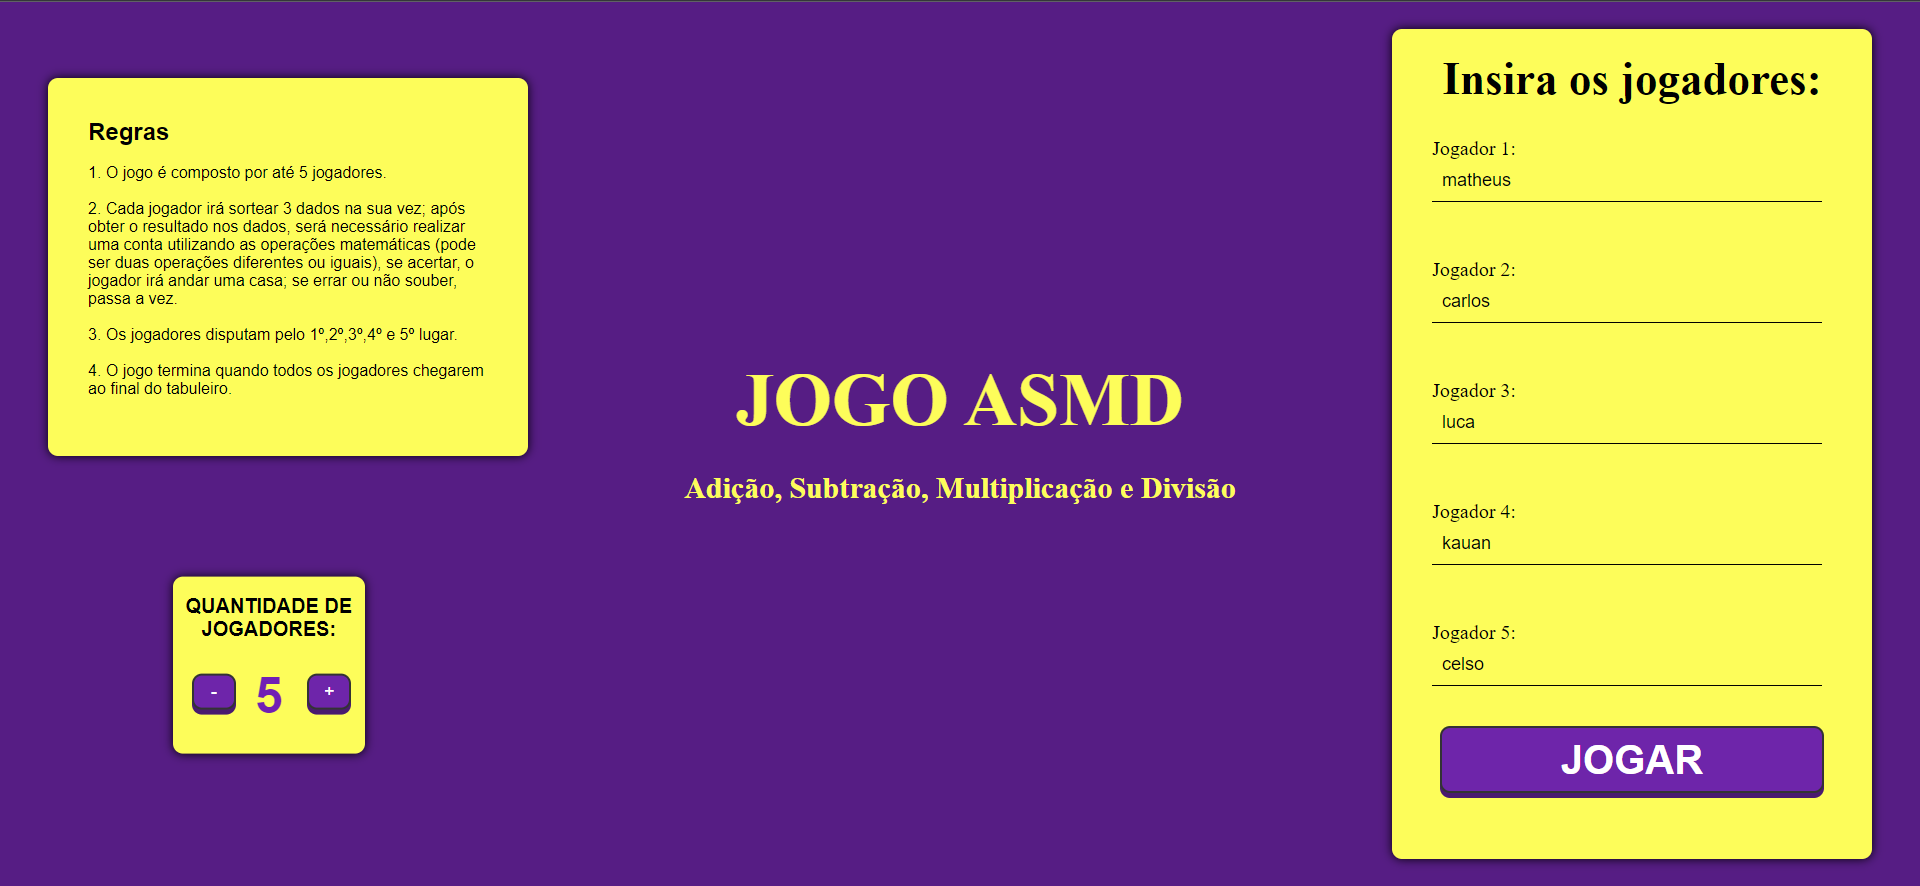 Regras
1. O jogo é composto por até 5 jogadores.
2. Cada jogador irá sortear 3 dados na sua vez; após
obter o resultado nos dados, será necessário realizar
uma conta utilizando as operações matemáticas (pode
ser duas operações diferentes ou iguais), se acertar, o
jogador irá andar uma casa; se errar ou não souber,
passa a vez.
3. Os jogadores disputam pelo 1º,2º,3º,4º e 5º lugar.
4. O jogo termina quando todos os jogadores chegarem
ao final do tabuleiro.
QUANTIDADE DE
JOGADORES:
- 5 +
JOGO ASMD
Adição, Subtração, Multiplicação e Divisão
Insira os jogadores:
Jogador 1:
matheus
Jogador 2:
carlos
Jogador 3:
luca
Jogador 4:
kauan
Jogador 5:
celso
JOGAR